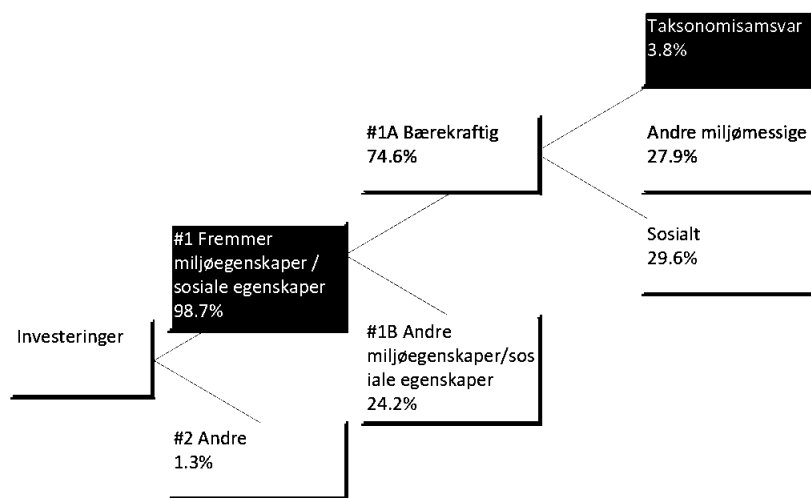 Taksonomisamsvar
3.8%
#1A Bærekraftig
74.6%
Andre miljømessige
27.9%
#1 Fremmer
miljøegenskaper /
sosiale egenskaper
98.7%
Sosialt
29.6%
Investeringer
#1B Andre
miljøegenskaper/sos
iale egenskaper
24.2%
#2 Andre
1.3%